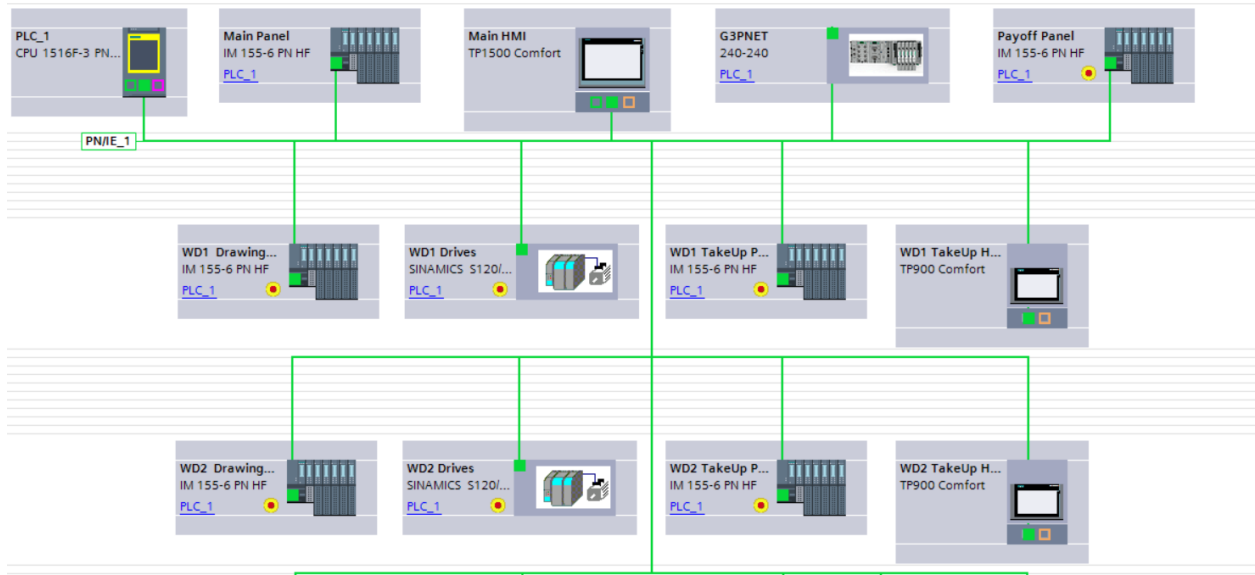 PLC_1
CPU 1516F-3 PN...
Main Panel
IM 155-6 PN HF
PLC_1
Main HMI
TP1500 Comfort
G3PNET
240-240
PLC_1
Payoff Panel
IM 155-6 PN HF
PLC_1
PN/IE_1
WD1 Drawing...
IM 155-6 PN HF
PLC_1
WD1 Drives
SINAMICS S120/...
PLC_1
WD1 TakeUp P...
IM 155-6 PN HF
PLC_1
WD1 TakeUp H...
TP900 Comfort
WD2 Drawing...
IM 155-6 PN HF
PLC_1
WD2 Drives
SINAMICS S120/...
PLC_1
WD2 TakeUp P...
IM 155-6 PN HF
PLC_1
WD2 TakeUp H...
TP900 Comfort